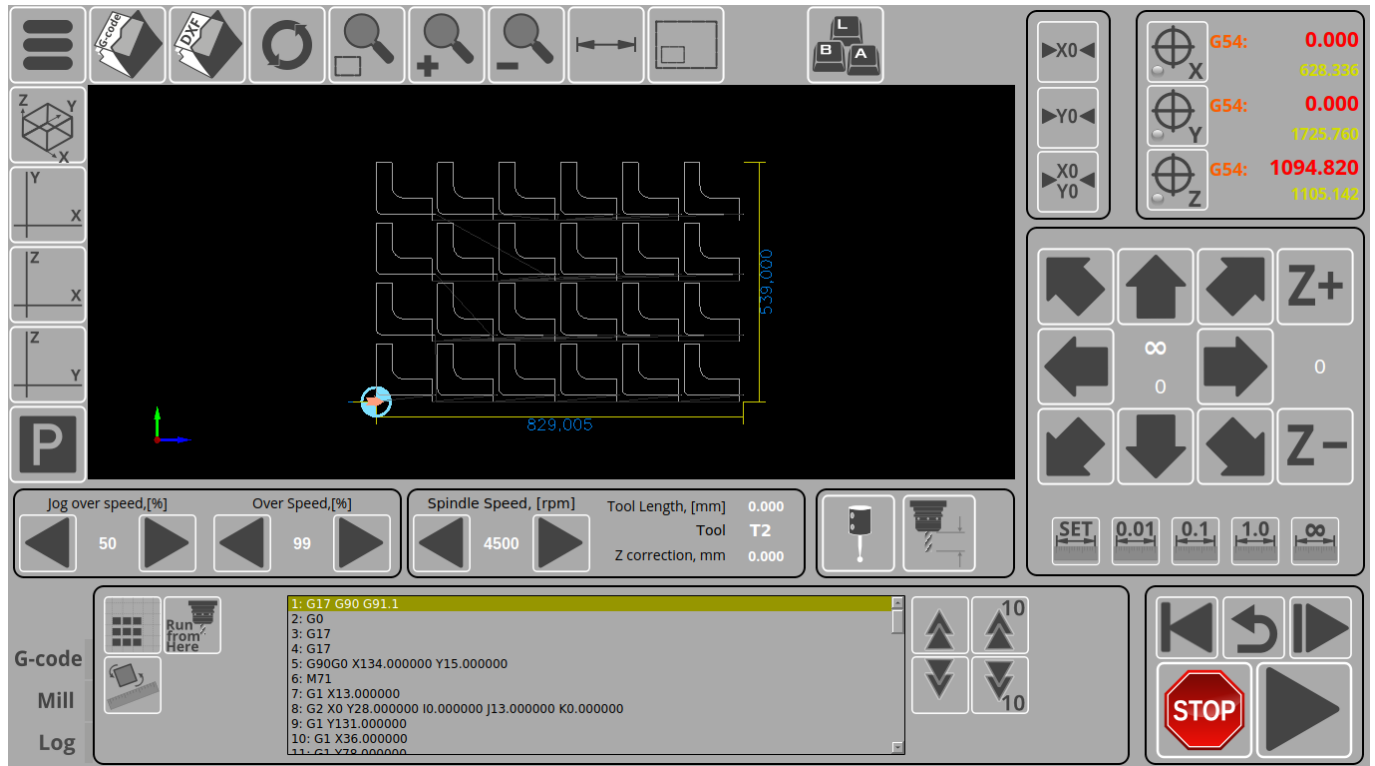 G-code
DXF
L
B
A
X0
Y0
X0
Y0
X
G54:
0.000
628.336
Y
G54:
0.000
1725.760
Z
G54:
1094.820
1105.142
Z
Y
X
Y
X
Z
X
Z
Y
P
539,000
829,005
Z+
∞
0
0
Z-
SET
0.01
0.1
1.0
∞
Jog over speed,[%]
50
Over Speed,[%]
99
Spindle Speed, [rpm]
4500
Tool Length, [mm]
0.000
Tool
T2
Z correction, mm
0.000
G-code
Mill
Log
Run
from
Here
1: G17 G90 G91.1
2: G0
3: G17
4: G17
5: G90G0 X134.000000 Y15.000000
6: M71
7: G1 X13.000000
8: G2 X0 Y28.000000 I0.000000 J13.000000 K0.000000
9: G1 Y131.000000
10: G1 X36.000000
11: G1 Y78.000000
10
10
STOP